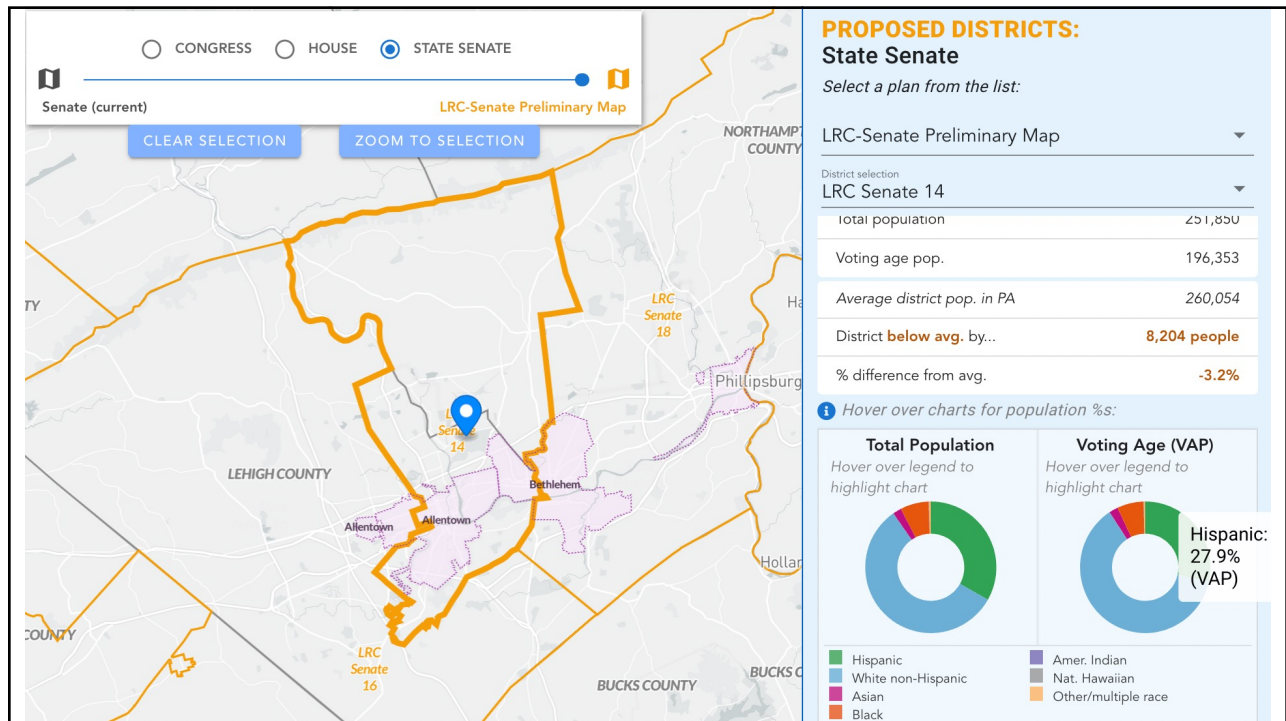 CONGRESS
HOUSE
STATE SENATE
Senate (current)
LRC-Senate Preliminary Map
CLEAR SELECTION
ZOOM TO SELECTION
NORTHAMPT
COUNTY
TY
LRC
Senate
18
Ha
Phillipsburg
Senate
14
LEHIGH COUNTY
Bethlehem
Allentown
Allentown
Hollan
COUNTY
LRC
Senate
16
BUCKS COUNTY
BUCKS C
PROPOSED DISTRICTS:
State Senate
Select a plan from the list:
LRC-Senate Preliminary Map
District selection
LRC Senate 14
Total population 251,850
Voting age pop. 196,353
Average district pop. in PA 260,054
District below avg. by... 8,204 people
% difference from avg. -3.2%
i Hover over charts for population %s:
Total Population
Hover over legend to
highlight chart
Voting Age (VAP)
Hover over legend to
highlight chart
Hispanic:
27.9%
(VAP)
Hispanic
White non-Hispanic
Asian
Black
Amer. Indian
Nat. Hawaiian
Other/multiple race